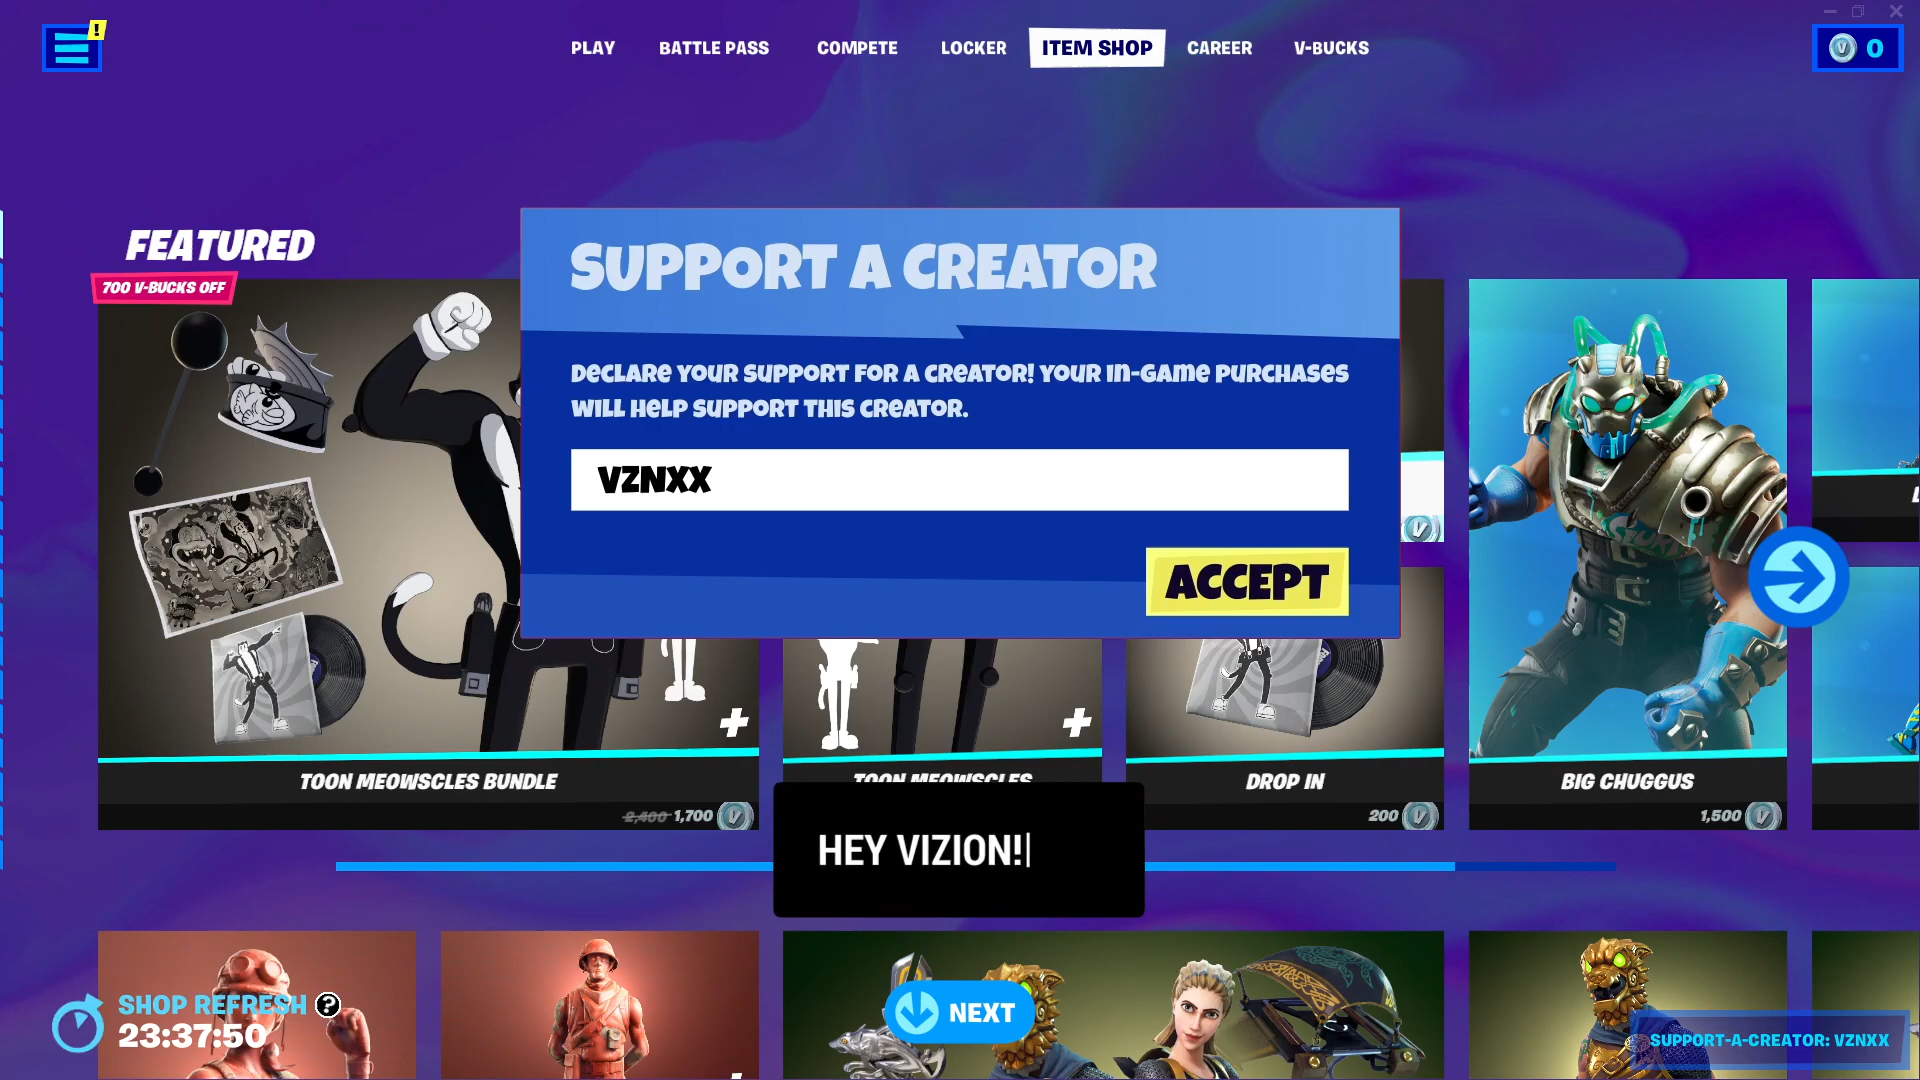 !
PLAY
BATTLE PASS
COMPETE
LOCKER
ITEM SHOP
CAREER
V-BUCKS
0
FEATURED
700 V-BUCKS OFF
SUPPORT A CREATOR
DECLARE YOUR SUPPORT FOR A CREATOR! YOUR IN-GAME PURCHASES
WILL HELP SUPPORT THIS CREATOR.
VZNXX
ACCEPT
TOON MEOWSCLES BUNDLE
2,400 1,700
TOON MEOWSCLES
DROP IN
200
BIG CHUGGUS
1,500
HEY VIZION!
SHOP REFRESH ?
23:37:50
NEXT
SUPPORT-A-CREATOR: VZNXX